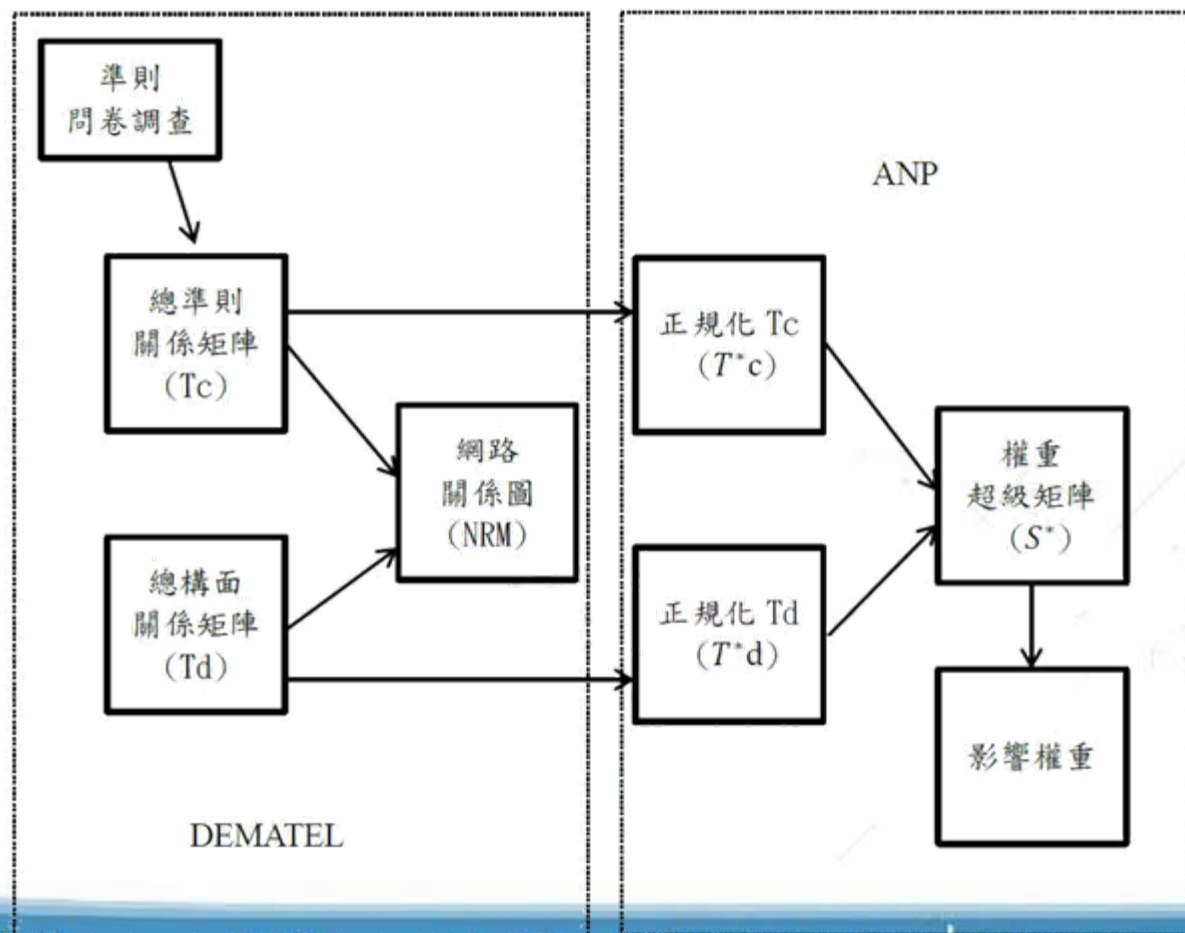 準則
問卷調查
ANP
總準則
關係矩陣
(Tc)
正規化 Tc
(T*c)
網路
關係圖
(NRM)
權重
超級矩陣
(S*)
總構面
關係矩陣
(Td)
正規化 Td
(T*d)
影響權重
DEMATEL